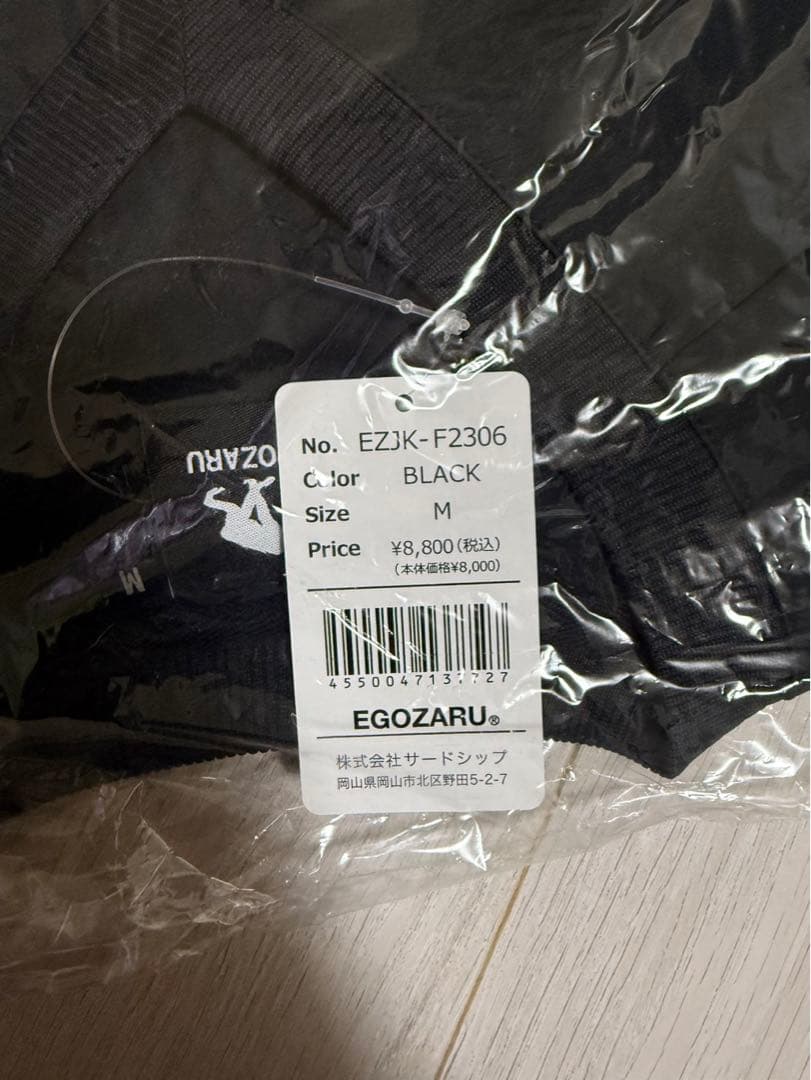 No. EZJK-F2306
Color BLACK
Size M
Price ¥8,800(税込)
(本体価格¥8,000)
4550047137727
EGOZARU®
株式会社サードシップ
岡山県岡山市北区野田5-2-7
OZARU
M